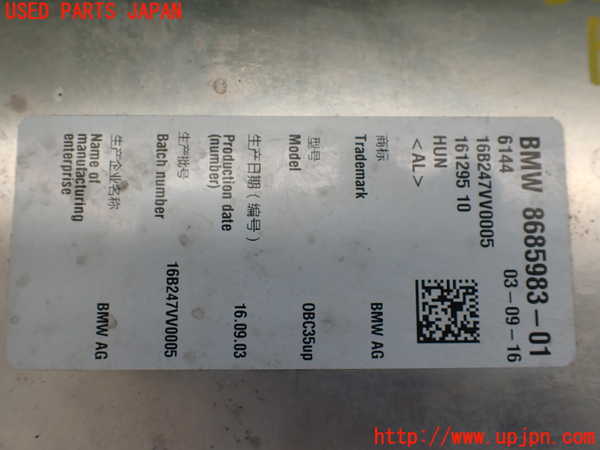 USED PARTS JAPAN
BMW 8685983-01
6144 03-09-16
16B247VV0005
HUN
161295 10
<AL>
商标
Trademark BMW AG
型号
Model OBC35up
生产日期（编号）
Production date
(number) 16.09.03
生产批号
Batch number 16B247VV0005
生产企业名称
Name of
manufacturing
enterprise BMW AG
http://www.upjpn.com